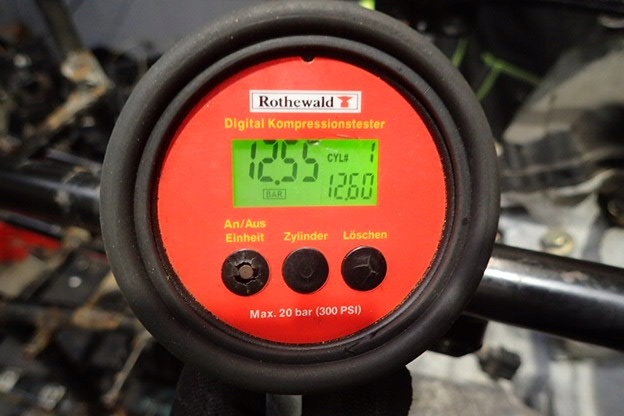 Rothewald
Digital Kompressionstester
12.55 CYL# 1
BAR 12.60
An/Aus
Einheit Zylinder Löschen
Max. 20 bar (300 PSI)